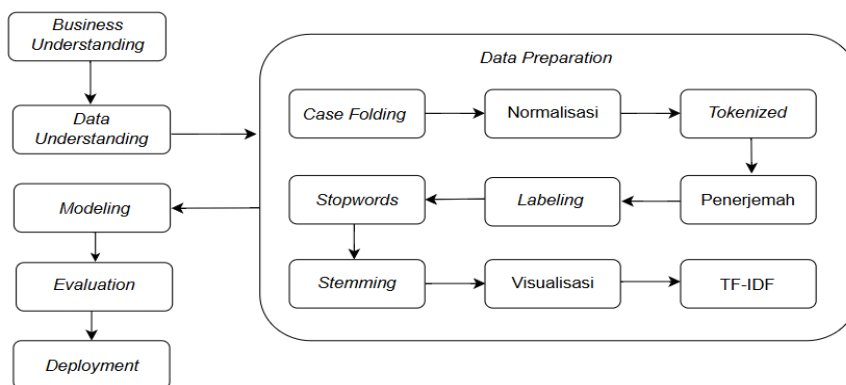 Business
Understanding
Data
Understanding
Modeling
Evaluation
Deployment
Data Preparation
Case Folding
Normalisasi
Tokenized
Stopwords
Labeling
Penerjemah
Stemming
Visualisasi
TF-IDF